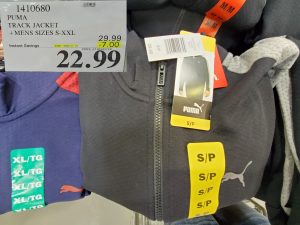 1410680
PUMA
TRACK JACKET
+MENS SIZES S-XXL
29.99
Instant Savings
-7.00
22.99
MM
PUMA
S/P
S/P
S/P
S/P
S/P
XL/TG
XL/TG
XL/TG
XL/TG